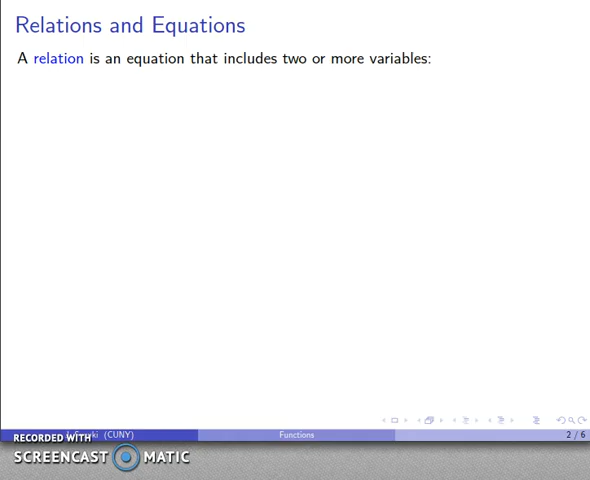 Relations and Equations
A relation is an equation that includes two or more variables:
(CUNY)
Functions
2 / 6
RECORDED WITH
SCREENCAST MATIC